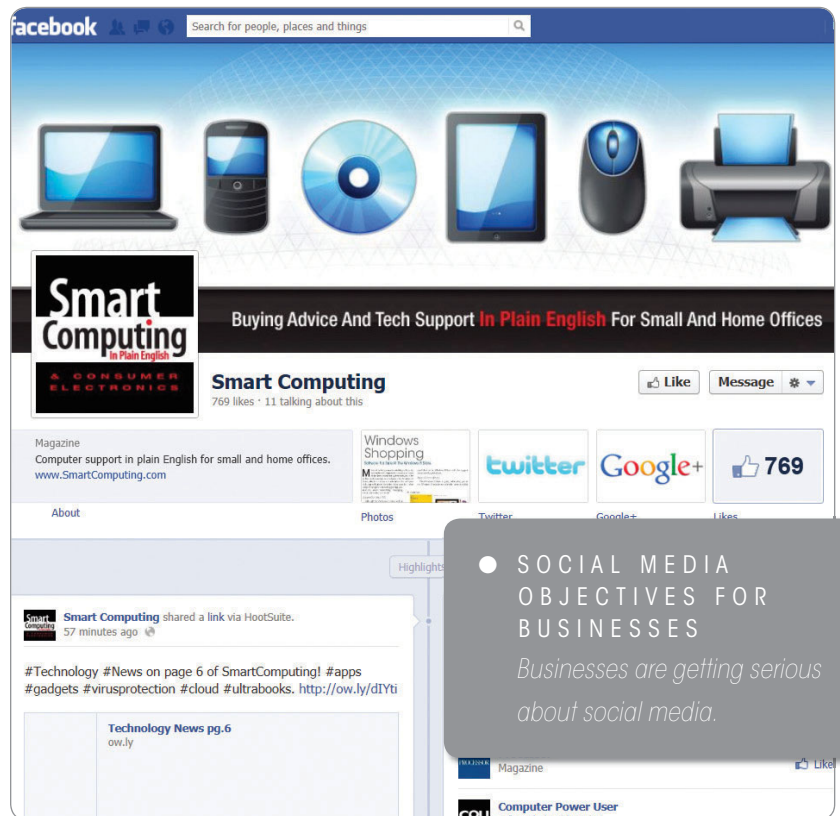 facebook
Search for people, places and things
Smart
Computing
In Plain English
& CONSUMER
ELECTRONICS
Buying Advice And Tech Support In Plain English For Small And Home Offices
Smart Computing
769 likes · 11 talking about this
Like
Message
Magazine
Computer support in plain English for small and home offices.
www.SmartComputing.com
About
Windows
Shopping
Photos
twitter
Twitter
Google+
Google+
769
Likes
Highlights
Smart Computing shared a link via HootSuite.
57 minutes ago
#Technology #News on page 6 of SmartComputing! #apps
#gadgets #virusprotection #cloud #ultrabooks. http://ow.ly/dIYti
Technology News pg.6
ow.ly
SOCIAL MEDIA
OBJECTIVES FOR
BUSINESSES
Businesses are getting serious
about social media.
Magazine
Like
Computer Power User